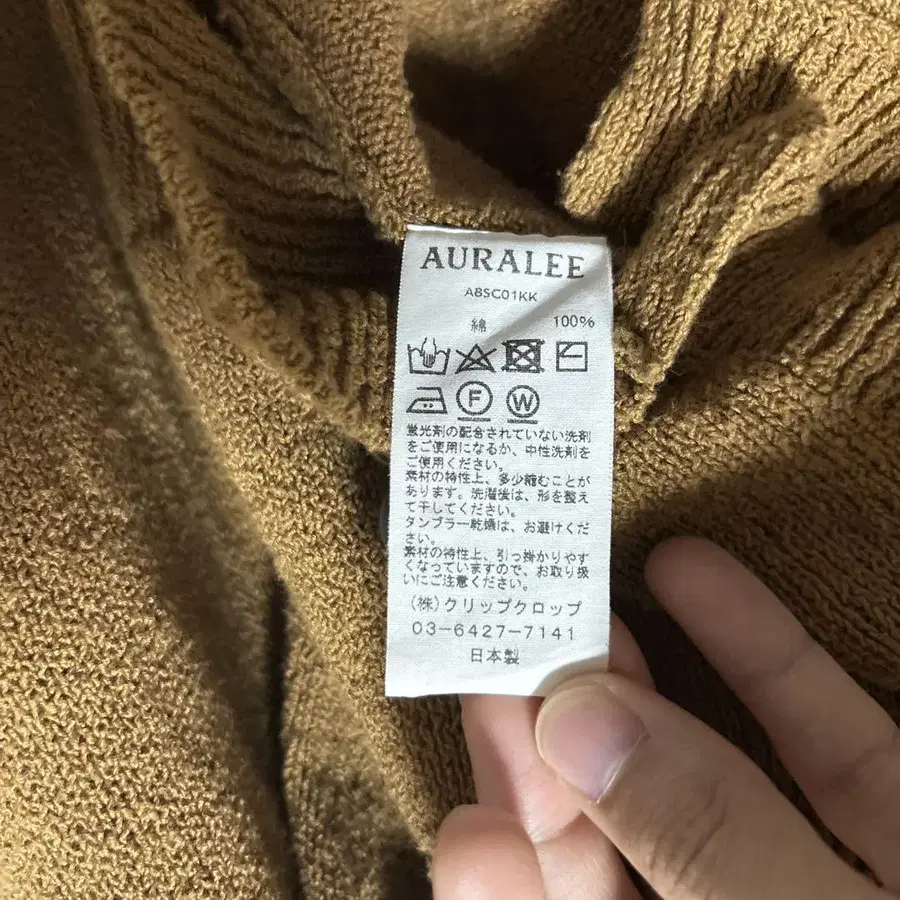 AURALEE
A8SC01KK
綿 100%
F W
蛍光剤の配合されていない洗剤
をご使用になるか、中性洗剤を
ご使用ください。
素材の特性上、多少縮むことが
あります。洗濯後は、形を整え
て干してください。
タンブラー乾燥は、お避けくだ
さい。
素材の特性上、引っ掛かりやす
くなっていますので、お取り扱
いにご注意ください。
(株)クリップクロップ
03-6427-7141
日本製